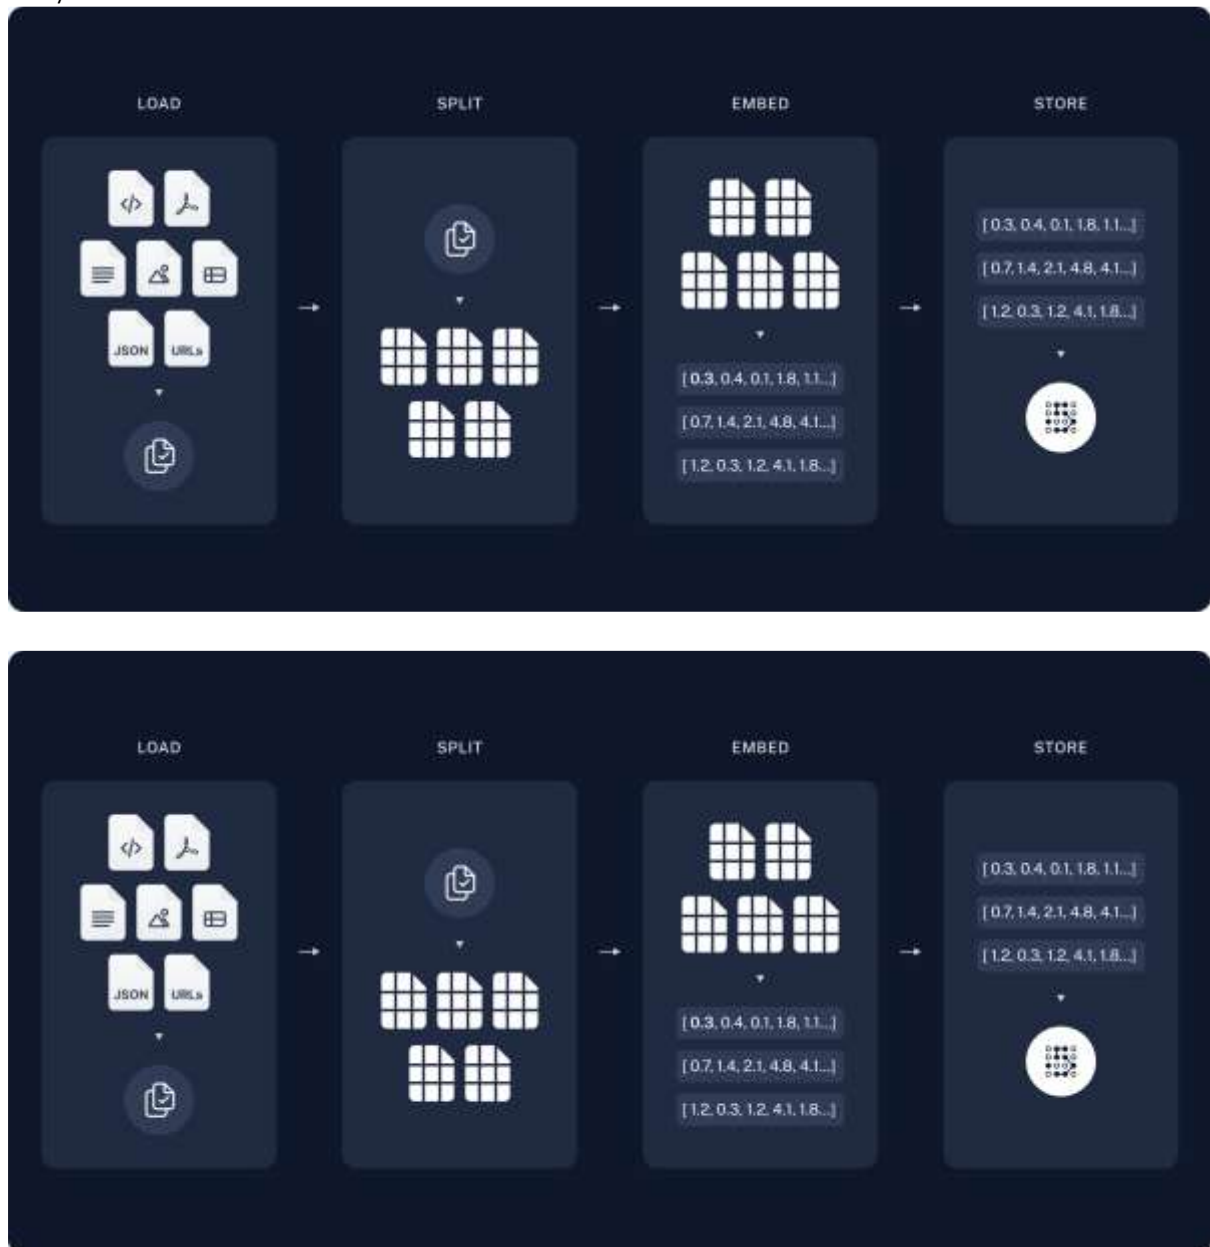 LOAD
SPLIT
EMBED
STORE
</>
JSON URLs
[ 0.3, 0.4, 0.1, 1.8, 1.1...]
[ 0.7, 1.4, 2.1, 4.8, 4.1...]
[ 1.2, 0.3, 1.2, 4.1, 1.8...]
[ 0.3, 0.4, 0.1, 1.8, 1.1...]
[ 0.7, 1.4, 2.1, 4.8, 4.1...]
[ 1.2, 0.3, 1.2, 4.1, 1.8...]
LOAD
SPLIT
EMBED
STORE
</>
JSON URLs
[ 0.3, 0.4, 0.1, 1.8, 1.1...]
[ 0.7, 1.4, 2.1, 4.8, 4.1...]
[ 1.2, 0.3, 1.2, 4.1, 1.8...]
[ 0.3, 0.4, 0.1, 1.8, 1.1...]
[ 0.7, 1.4, 2.1, 4.8, 4.1...]
[ 1.2, 0.3, 1.2, 4.1, 1.8...]